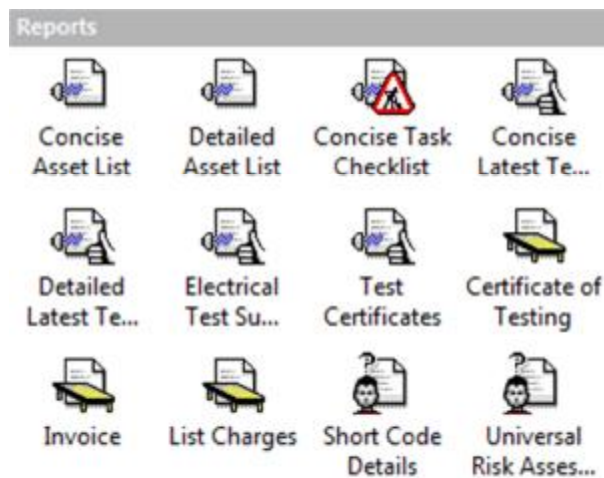 Reports
Concise
Asset List
Detailed
Asset List
Concise Task
Checklist
Concise
Latest Te...
Detailed
Latest Te...
Electrical
Test Su...
Test
Certificates
Certificate of
Testing
Invoice
List Charges
Short Code
Details
Universal
Risk Asses...